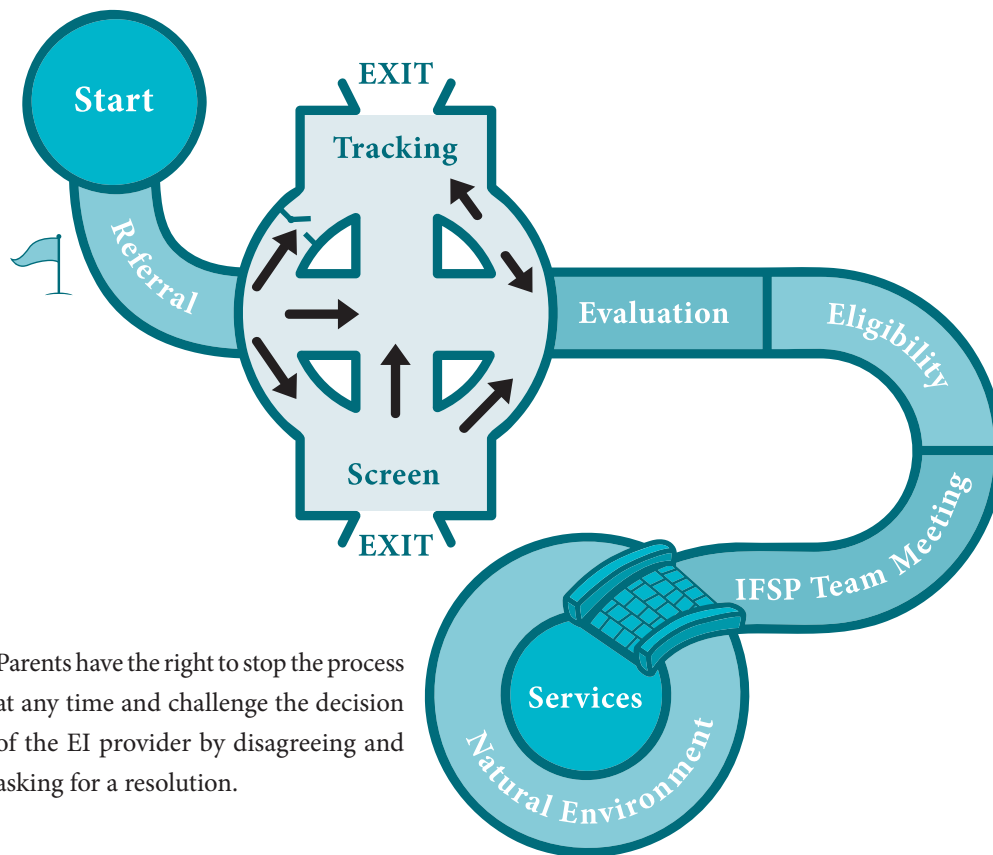 Start
Referral
EXIT
Tracking
Screen
EXIT
Evaluation
Eligibility
IFSP Team Meeting
Services
Natural Environment
Parents have the right to stop the process
at any time and challenge the decision
of the EI provider by disagreeing and
asking for a resolution.